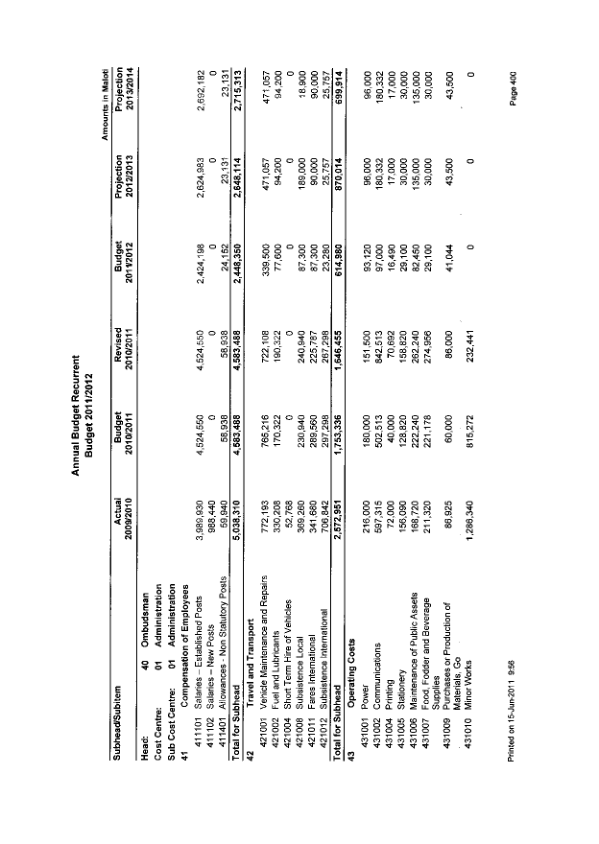 Annual Budget Recurrent
Budget 2011/2012
Amounts in Maloti
Subhead/Subitem Actual 2009/2010 Budget 2010/2011 Revised 2010/2011 Budget 2011/2012 Projection 2012/2013 Projection 2013/2014
Head: 40 Ombudsman
Cost Centre: 01 Administration
Sub Cost Centre: 01 Administration
41 Compensation of Employees
411101 Salaries – Established Posts 3,989,930 4,524,550 4,524,550 2,424,198 2,624,983 2,692,182
411102 Salaries – New Posts 988,440 0 0 0 0
411401 Allowances - Non Statutory Posts 59,940 58,938 58,938 24,152 23,131 23,131
Total for Subhead 5,038,310 4,583,488 4,583,488 2,448,350 2,648,114 2,715,313
42 Travel and Transport
421001 Vehicle Maintenance and Repairs 772,193 765,216 722,108 339,500 471,057 471,057
421002 Fuel and Lubricants 330,208 170,322 190,322 77,600 94,200 94,200
421004 Short Term Hire of Vehicles 52,768 0 0 0 0 0
421008 Subsistence Local 369,260 230,940 240,940 87,300 189,000 18,900
421011 Fares International 341,680 289,560 225,787 87,300 90,000 90,000
421012 Subsistence International 706,842 297,298 267,298 23,280 25,757 25,757
Total for Subhead 2,572,951 1,753,336 1,646,455 614,980 870,014 699,914
43 Operating Costs
431001 Power 216,000 180,000 151,500 93,120 96,000 96,000
431002 Communications 597,315 502,513 842,513 97,000 180,332 180,332
431004 Printing 72,000 40,000 70,692 16,490 17,000 17,000
431005 Stationery 156,090 128,820 158,820 29,100 30,000 30,000
431006 Maintenance of Public Assets 168,720 222,240 262,240 82,450 135,000 135,000
431007 Food, Fodder and Beverage 211,320 221,178 274,956 29,100 30,000 30,000
Supplies
431009 Purchases or Production of 86,925 60,000 86,000 41,044 43,500 43,500
Materials, Go
431010 Minor Works 1,286,340 815,272 232,441 0 0 0
Printed on 15-Jun-2011 9:56 Page 400